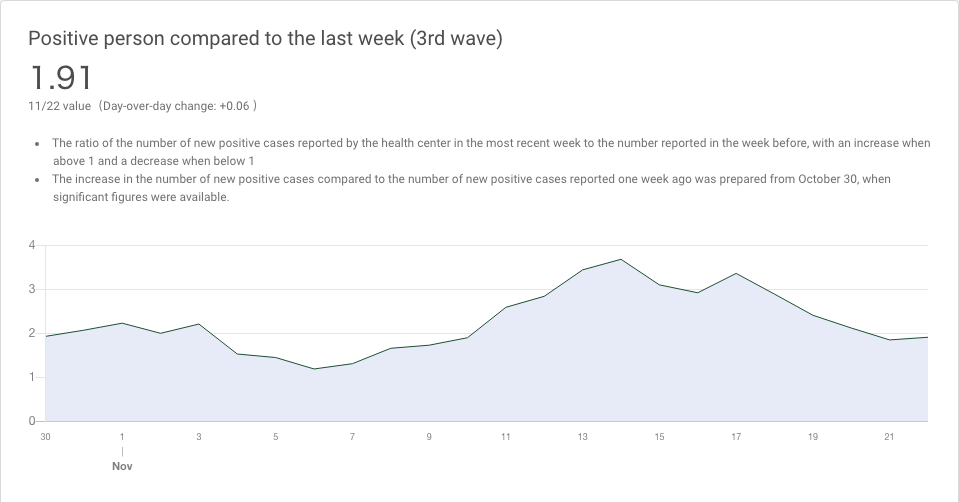 Positive person compared to the last week (3rd wave)
1.91
11/22 value（Day-over-day change: +0.06 ）
• The ratio of the number of new positive cases reported by the health center in the most recent week to the number reported in the week before, with an increase when
above 1 and a decrease when below 1
• The increase in the number of new positive cases compared to the number of new positive cases reported one week ago was prepared from October 30, when
significant figures were available.
4
3
2
1
0
30 1 3 5 7 9 11 13 15 17 19 21
Nov